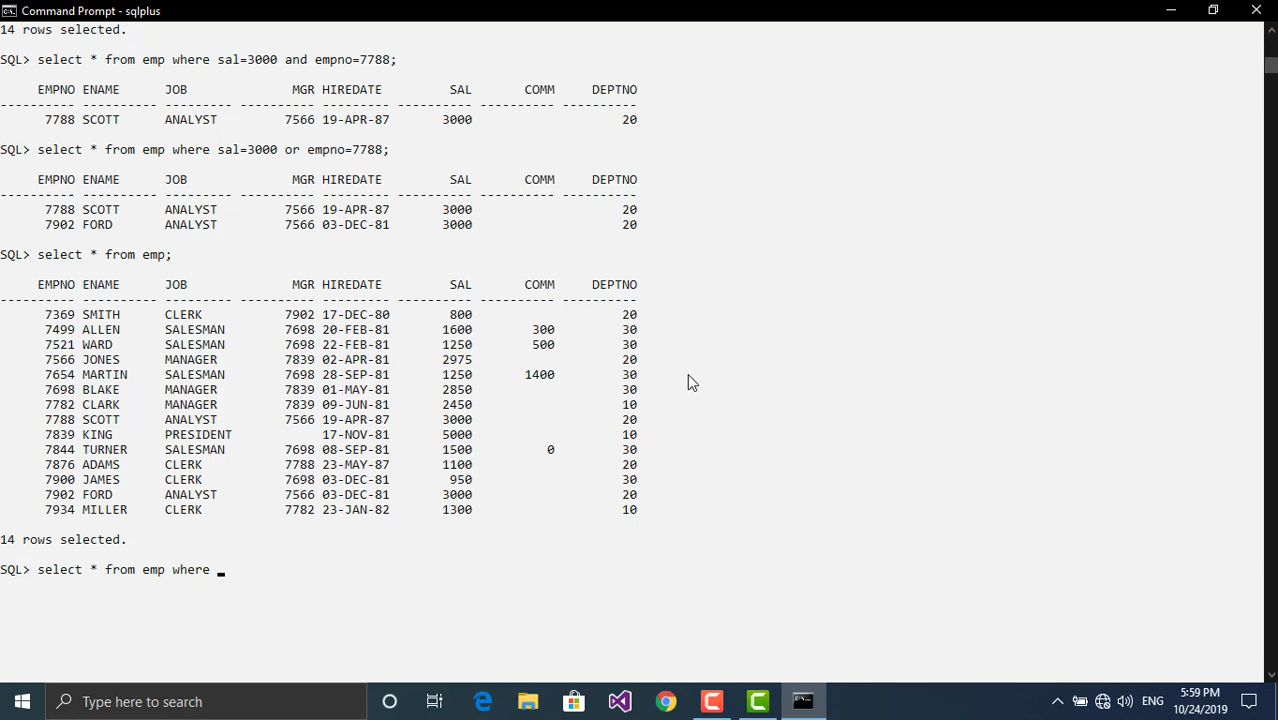 Command Prompt - sqlplus
14 rows selected.
SQL> select * from emp where sal=3000 and empno=7788;
     EMPNO ENAME      JOB              MGR HIREDATE         SAL       COMM     DEPTNO
---------- ---------- --------- ---------- --------- ---------- ---------- ----------
      7788 SCOTT      ANALYST         7566 19-APR-87       3000                    20
SQL> select * from emp where sal=3000 or empno=7788;
     EMPNO ENAME      JOB              MGR HIREDATE         SAL       COMM     DEPTNO
---------- ---------- --------- ---------- --------- ---------- ---------- ----------
      7788 SCOTT      ANALYST         7566 19-APR-87       3000                    20
      7902 FORD       ANALYST         7566 03-DEC-81       3000                    20
SQL> select * from emp;
     EMPNO ENAME      JOB              MGR HIREDATE         SAL       COMM     DEPTNO
---------- ---------- --------- ---------- --------- ---------- ---------- ----------
      7369 SMITH      CLERK           7902 17-DEC-80        800                    20
      7499 ALLEN      SALESMAN        7698 20-FEB-81       1600        300         30
      7521 WARD       SALESMAN        7698 22-FEB-81       1250        500         30
      7566 JONES      MANAGER         7839 02-APR-81       2975                    20
      7654 MARTIN     SALESMAN        7698 28-SEP-81       1250       1400         30
      7698 BLAKE      MANAGER         7839 01-MAY-81       2850                    30
      7782 CLARK      MANAGER         7839 09-JUN-81       2450                    10
      7788 SCOTT      ANALYST         7566 19-APR-87       3000                    20
      7839 KING       PRESIDENT            17-NOV-81       5000                    10
      7844 TURNER     SALESMAN        7698 08-SEP-81       1500          0         30
      7876 ADAMS      CLERK           7788 23-MAY-87       1100                    20
      7900 JAMES      CLERK           7698 03-DEC-81        950                    30
      7902 FORD       ANALYST         7566 03-DEC-81       3000                    20
      7934 MILLER     CLERK           7782 23-JAN-82       1300                    10
14 rows selected.
SQL> select * from emp where _
Type here to search
ENG
5:59 PM
10/24/2019